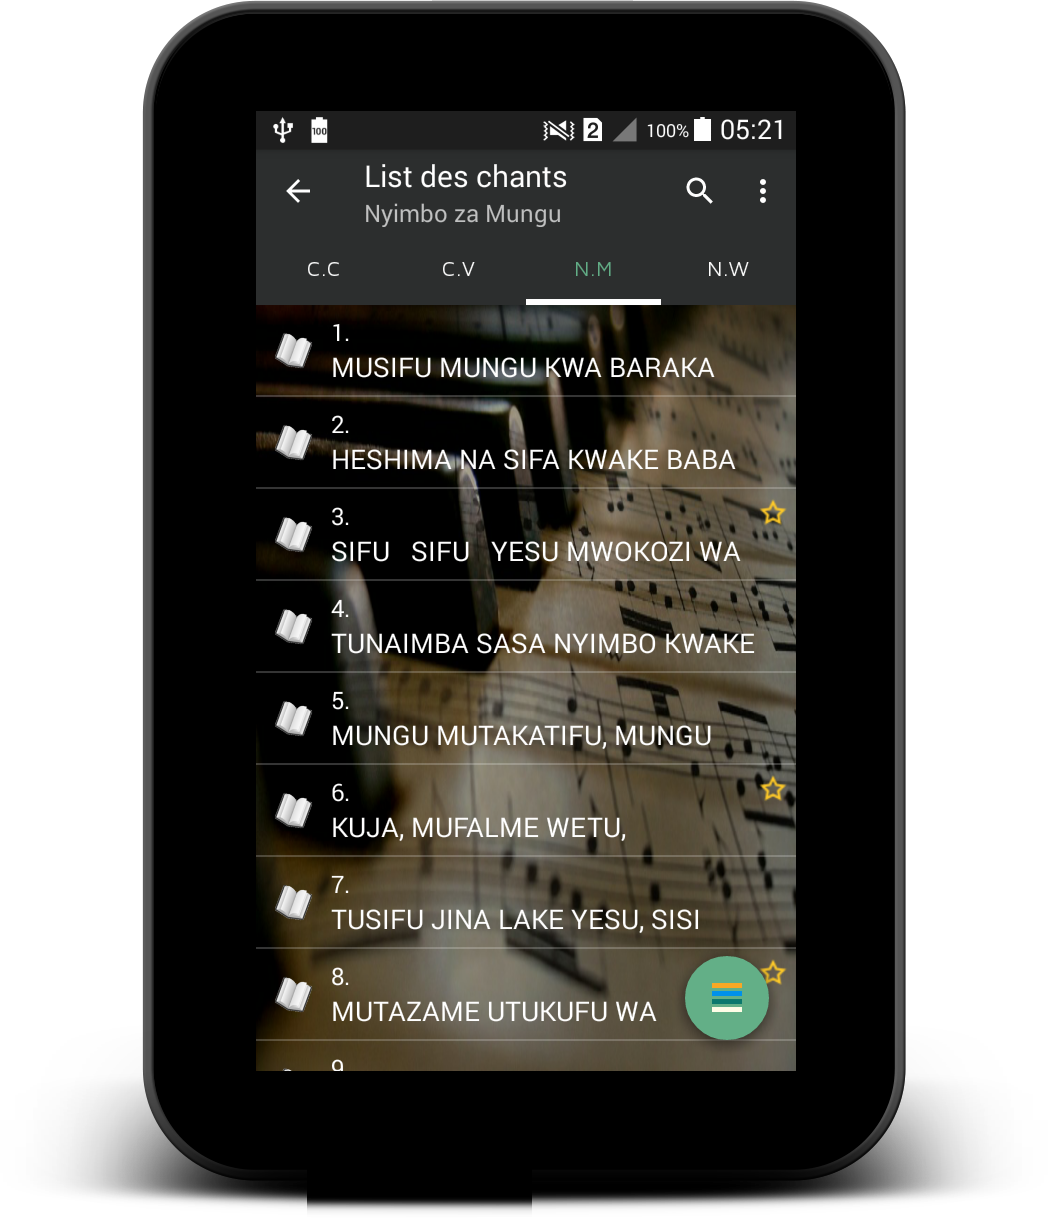 100
2
100%
05:21
List des chants
Nyimbo za Mungu
C.C
C.V
N.M
N.W
1.
MUSIFU MUNGU KWA BARAKA
2.
HESHIMA NA SIFA KWAKE BABA
3.
SIFU SIFU YESU MWOKOZI WA
4.
TUNAIMBA SASA NYIMBO KWAKE
5.
MUNGU MUTAKATIFU, MUNGU
6.
KUJA, MUFALME WETU,
7.
TUSIFU JINA LAKE YESU, SISI
8.
MUTAZAME UTUKUFU WA
9.